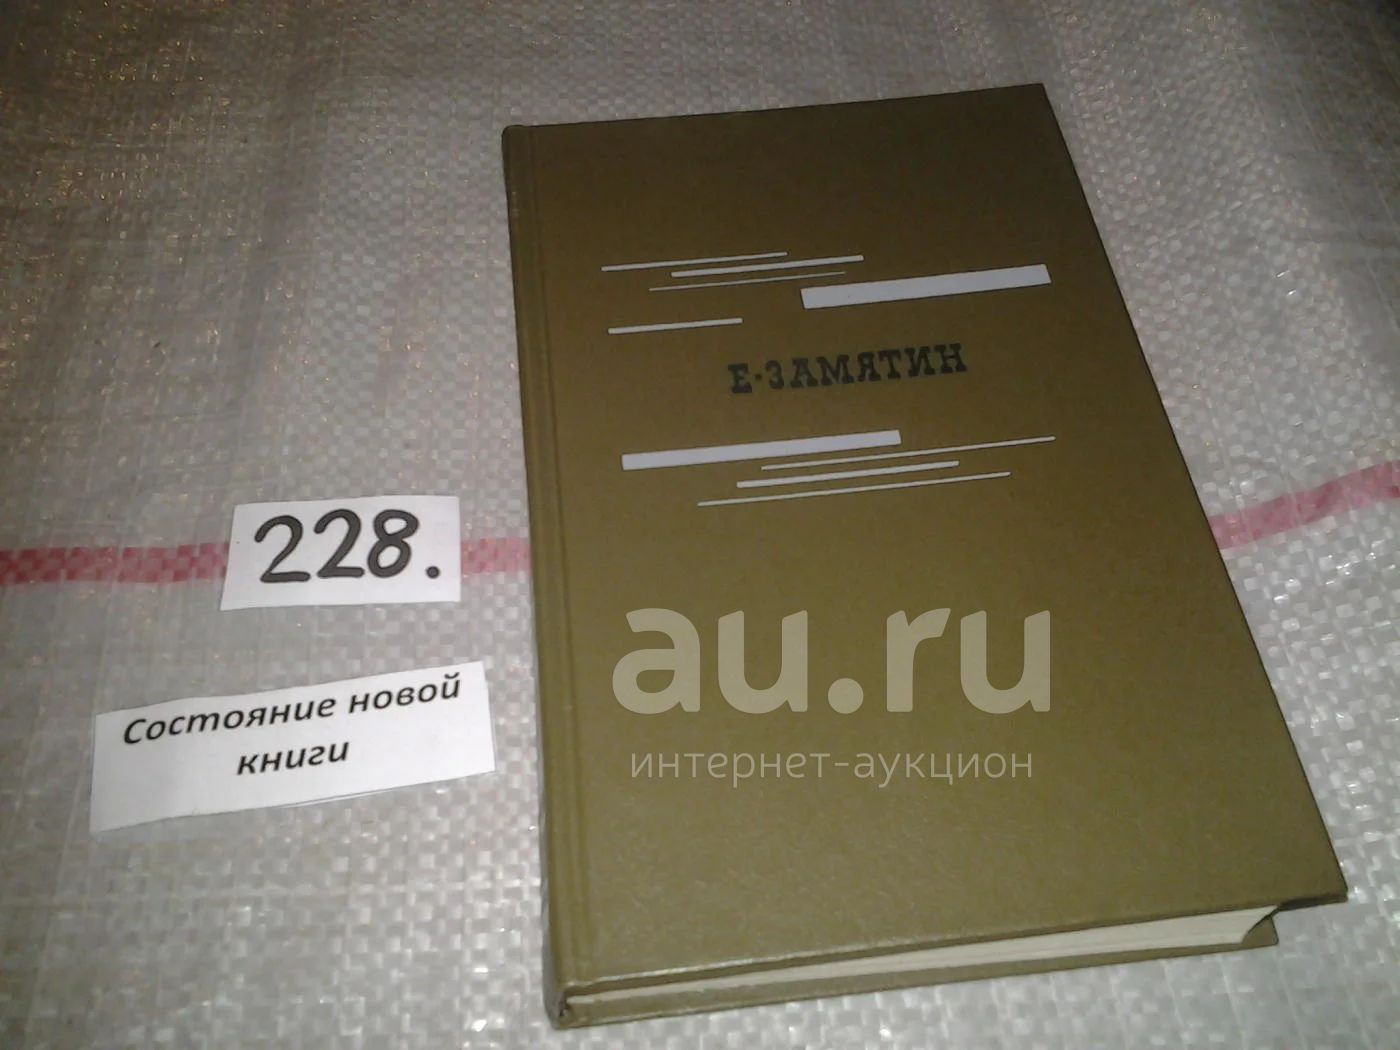 Е·ЗАМЯТИН
228.
Состояние новой
книги
au.ru
интернет-аукцион